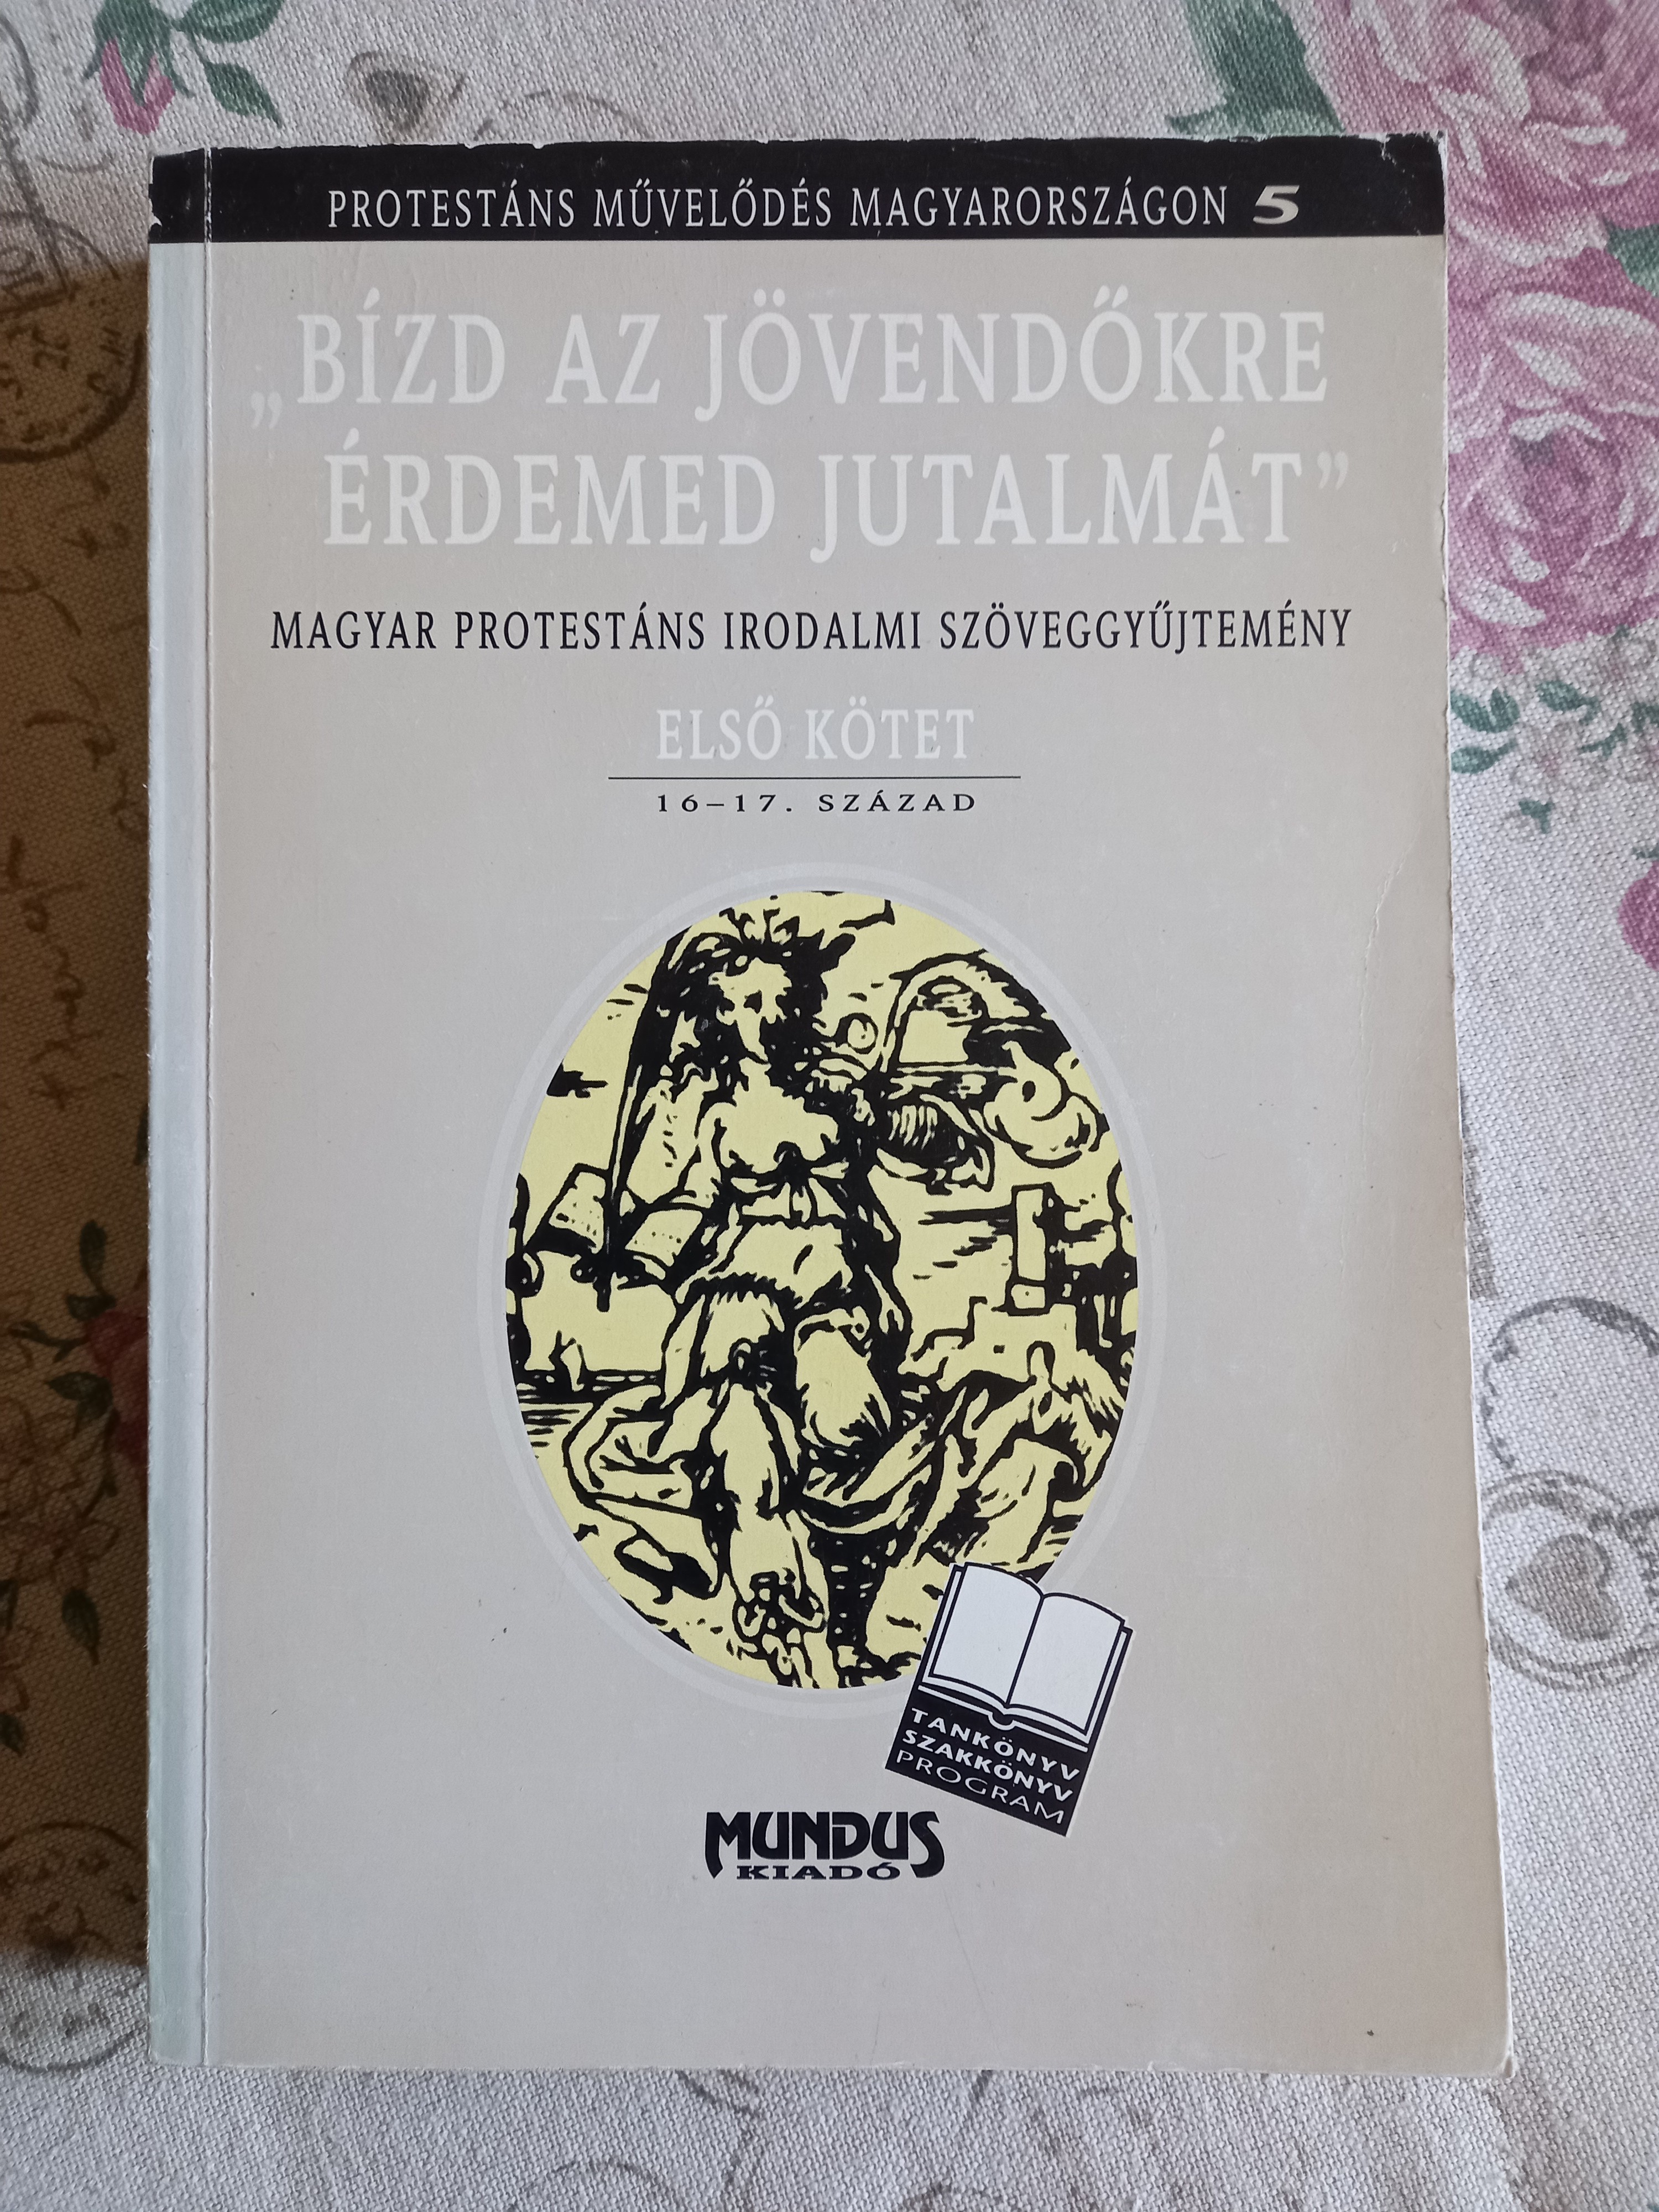 PROTESTÁNS MŰVELŐDÉS MAGYARORSZÁGON 5
„BÍZD AZ JÖVENDŐKRE
ÉRDEMED JUTALMÁT”
MAGYAR PROTESTÁNS IRODALMI SZÖVEGGYŰJTEMÉNY
ELSŐ KÖTET
16–17. SZÁZAD
TANKÖNYV
SZAKKÖNYV
PROGRAM
MUNDUS
KIADÓ